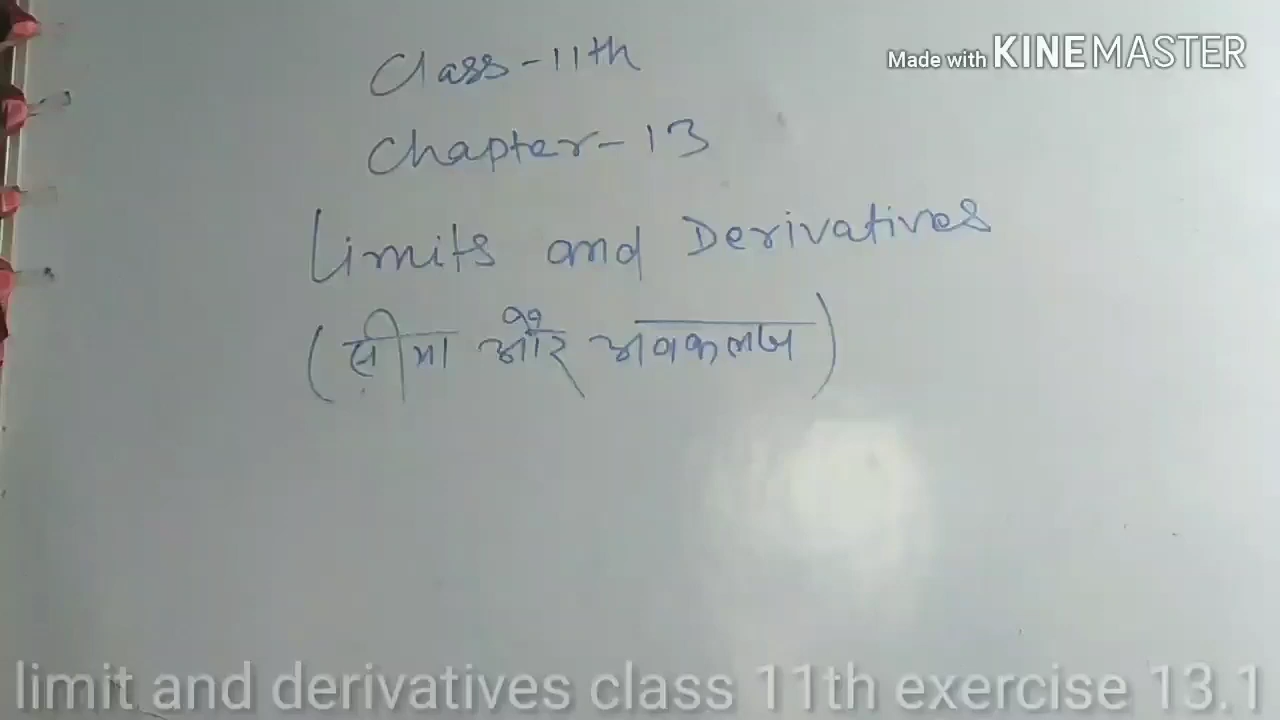 Made with KINEMASTER
Class-11th
Chapter-13
Limits and Derivatives
(सीमा और अवकलज)
limit and derivatives class 11th exercise 13.1